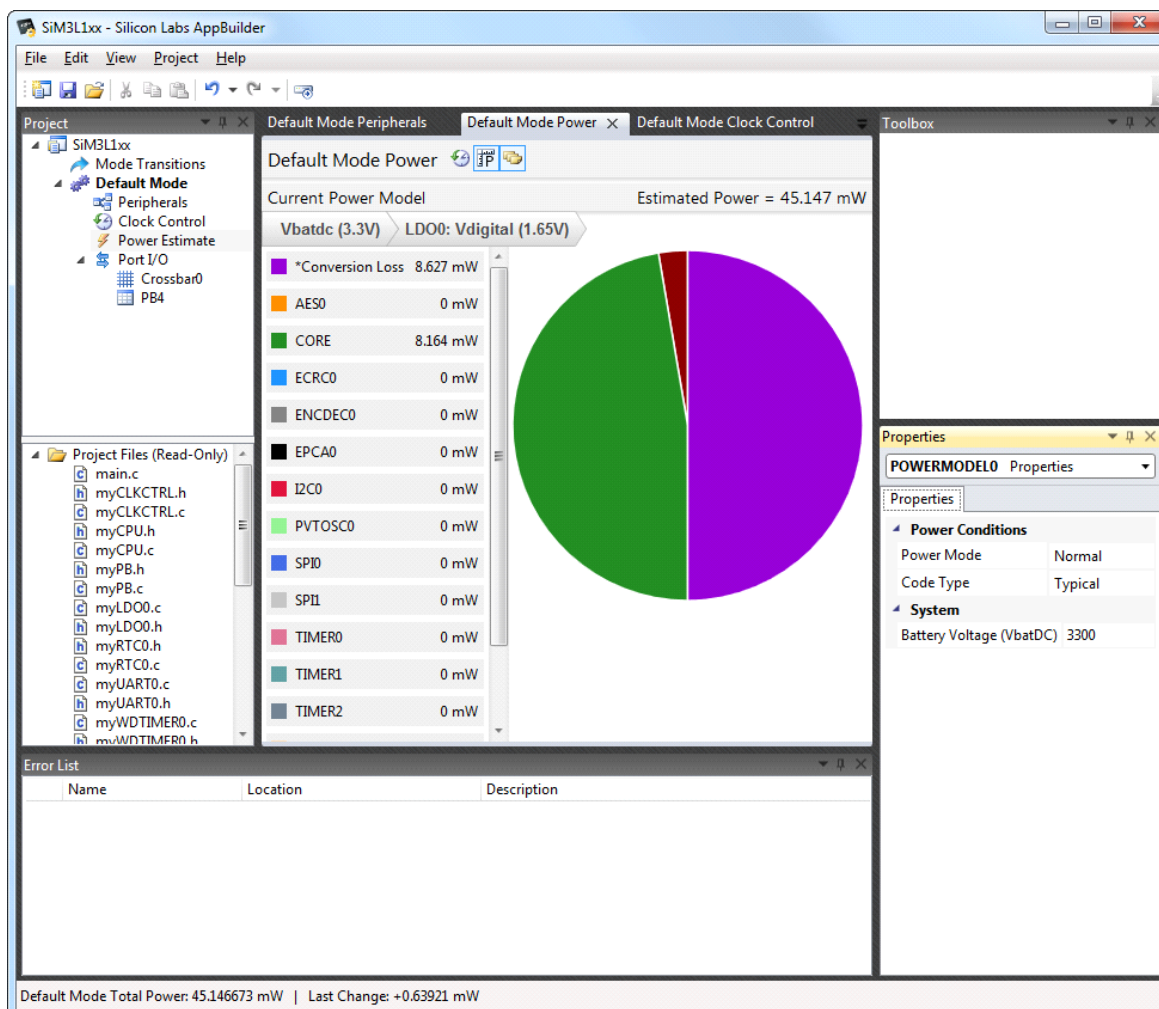 SiM3L1xx - Silicon Labs AppBuilder
File Edit View Project Help
Project
SiM3L1xx
Mode Transitions
Default Mode
Peripherals
Clock Control
Power Estimate
Port I/O
Crossbar0
PB4
Project Files (Read-Only)
main.c
myCLKCTRL.h
myCLKCTRL.c
myCPU.h
myCPU.c
myPB.h
myPB.c
myLDO0.c
myLDO0.h
myRTC0.h
myRTC0.c
myUART0.c
myUART0.h
myWDTIMER0.c
myWDTIMER0.h
Default Mode Peripherals Default Mode Power Default Mode Clock Control
Default Mode Power
Current Power Model Estimated Power = 45.147 mW
Vbatdc (3.3V) LDO0: Vdigital (1.65V)
*Conversion Loss 8.627 mW
AES0 0 mW
CORE 8.164 mW
ECRC0 0 mW
ENCDEC0 0 mW
EPCA0 0 mW
I2C0 0 mW
PVTOSC0 0 mW
SPI0 0 mW
SPI1 0 mW
TIMER0 0 mW
TIMER1 0 mW
TIMER2 0 mW
Toolbox
Properties
POWERMODEL0 Properties
Properties
Power Conditions
Power Mode Normal
Code Type Typical
System
Battery Voltage (VbatDC) 3300
Error List
Name Location Description
Default Mode Total Power: 45.146673 mW | Last Change: +0.63921 mW